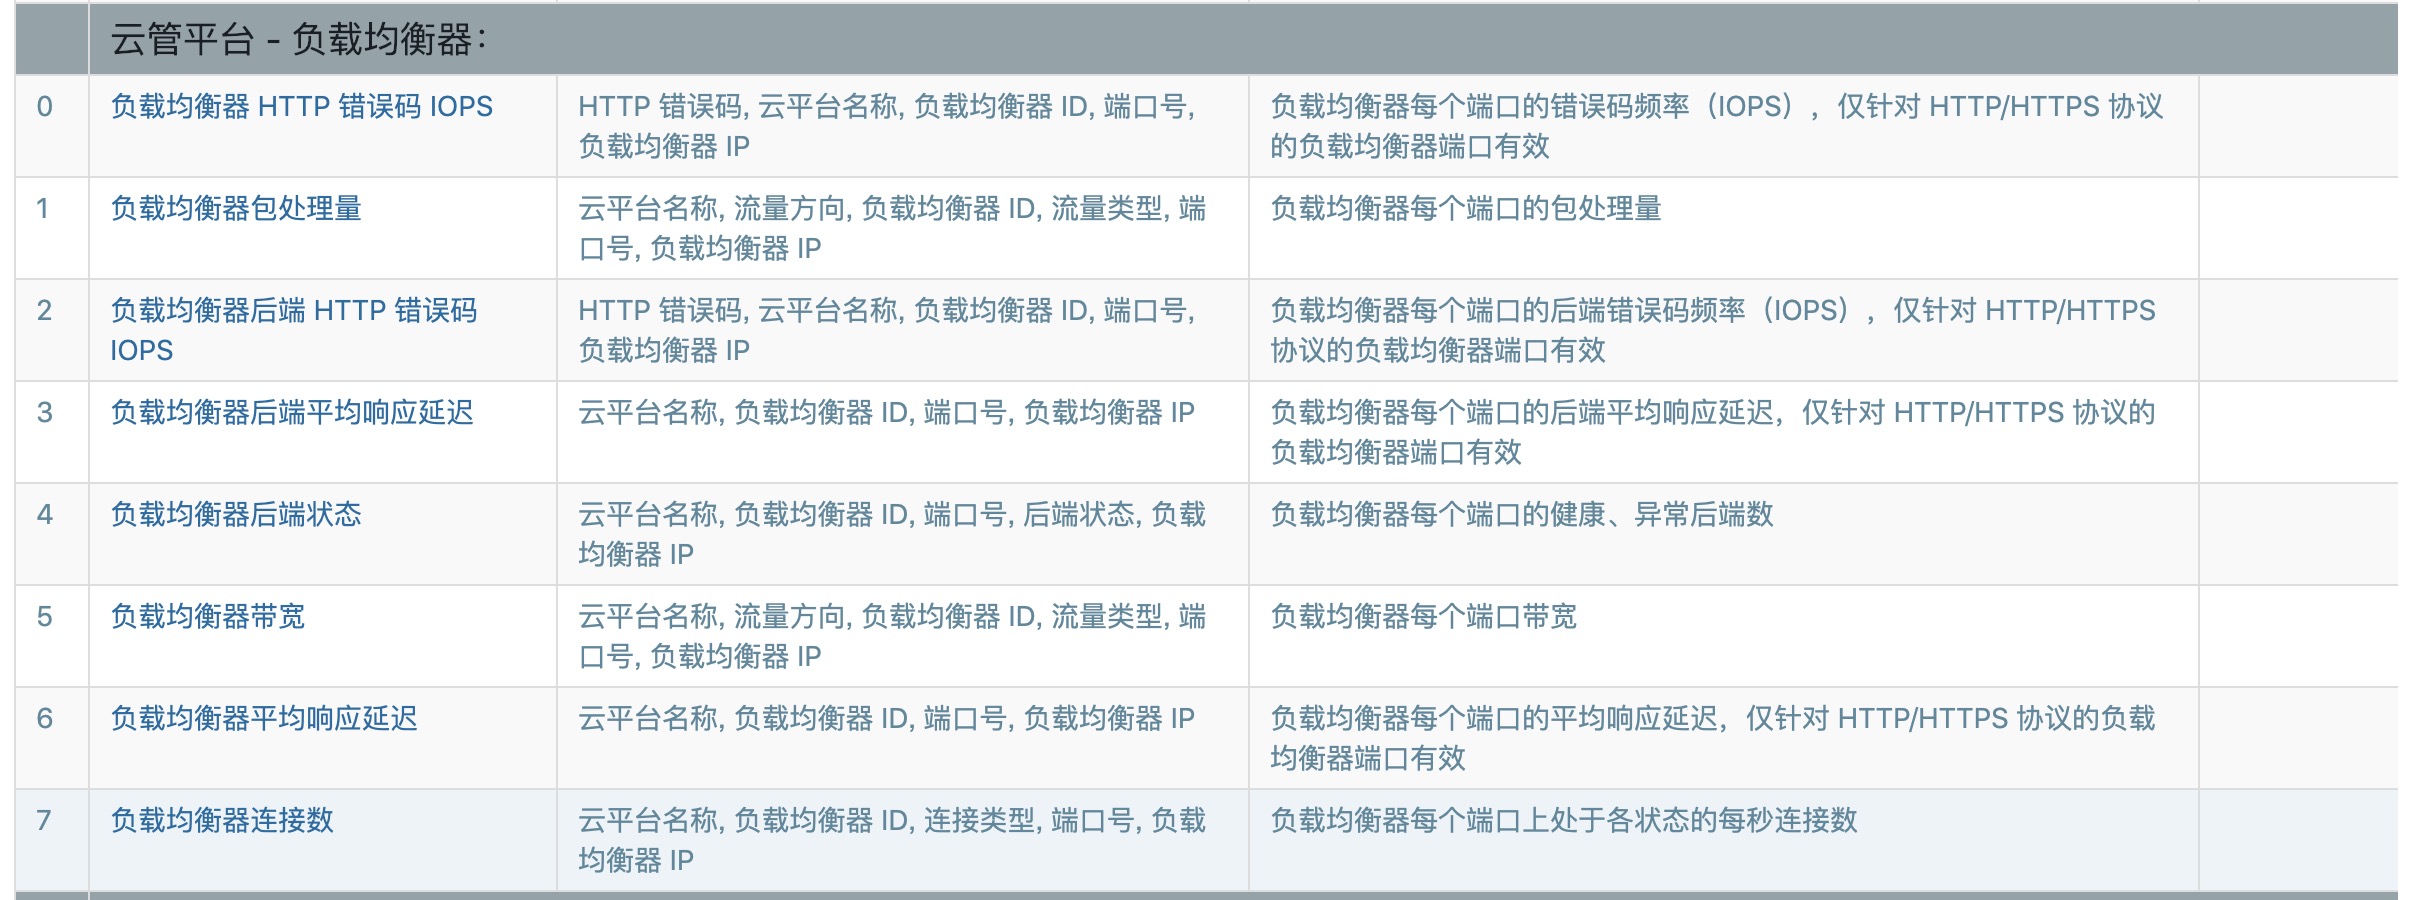 云管平台 - 负载均衡器：
0
负载均衡器 HTTP 错误码 IOPS
HTTP 错误码, 云平台名称, 负载均衡器 ID, 端口号,
负载均衡器 IP
负载均衡器每个端口的错误码频率（IOPS），仅针对 HTTP/HTTPS 协议
的负载均衡器端口有效
1
负载均衡器包处理量
云平台名称, 流量方向, 负载均衡器 ID, 流量类型, 端
口号, 负载均衡器 IP
负载均衡器每个端口的包处理量
2
负载均衡器后端 HTTP 错误码
IOPS
HTTP 错误码, 云平台名称, 负载均衡器 ID, 端口号,
负载均衡器 IP
负载均衡器每个端口的后端错误码频率（IOPS），仅针对 HTTP/HTTPS
协议的负载均衡器端口有效
3
负载均衡器后端平均响应延迟
云平台名称, 负载均衡器 ID, 端口号, 负载均衡器 IP
负载均衡器每个端口的后端平均响应延迟，仅针对 HTTP/HTTPS 协议的
负载均衡器端口有效
4
负载均衡器后端状态
云平台名称, 负载均衡器 ID, 端口号, 后端状态, 负载
均衡器 IP
负载均衡器每个端口的健康、异常后端数
5
负载均衡器带宽
云平台名称, 流量方向, 负载均衡器 ID, 流量类型, 端
口号, 负载均衡器 IP
负载均衡器每个端口带宽
6
负载均衡器平均响应延迟
云平台名称, 负载均衡器 ID, 端口号, 负载均衡器 IP
负载均衡器每个端口的平均响应延迟，仅针对 HTTP/HTTPS 协议的负载
均衡器端口有效
7
负载均衡器连接数
云平台名称, 负载均衡器 ID, 连接类型, 端口号, 负载
均衡器 IP
负载均衡器每个端口上处于各状态的每秒连接数